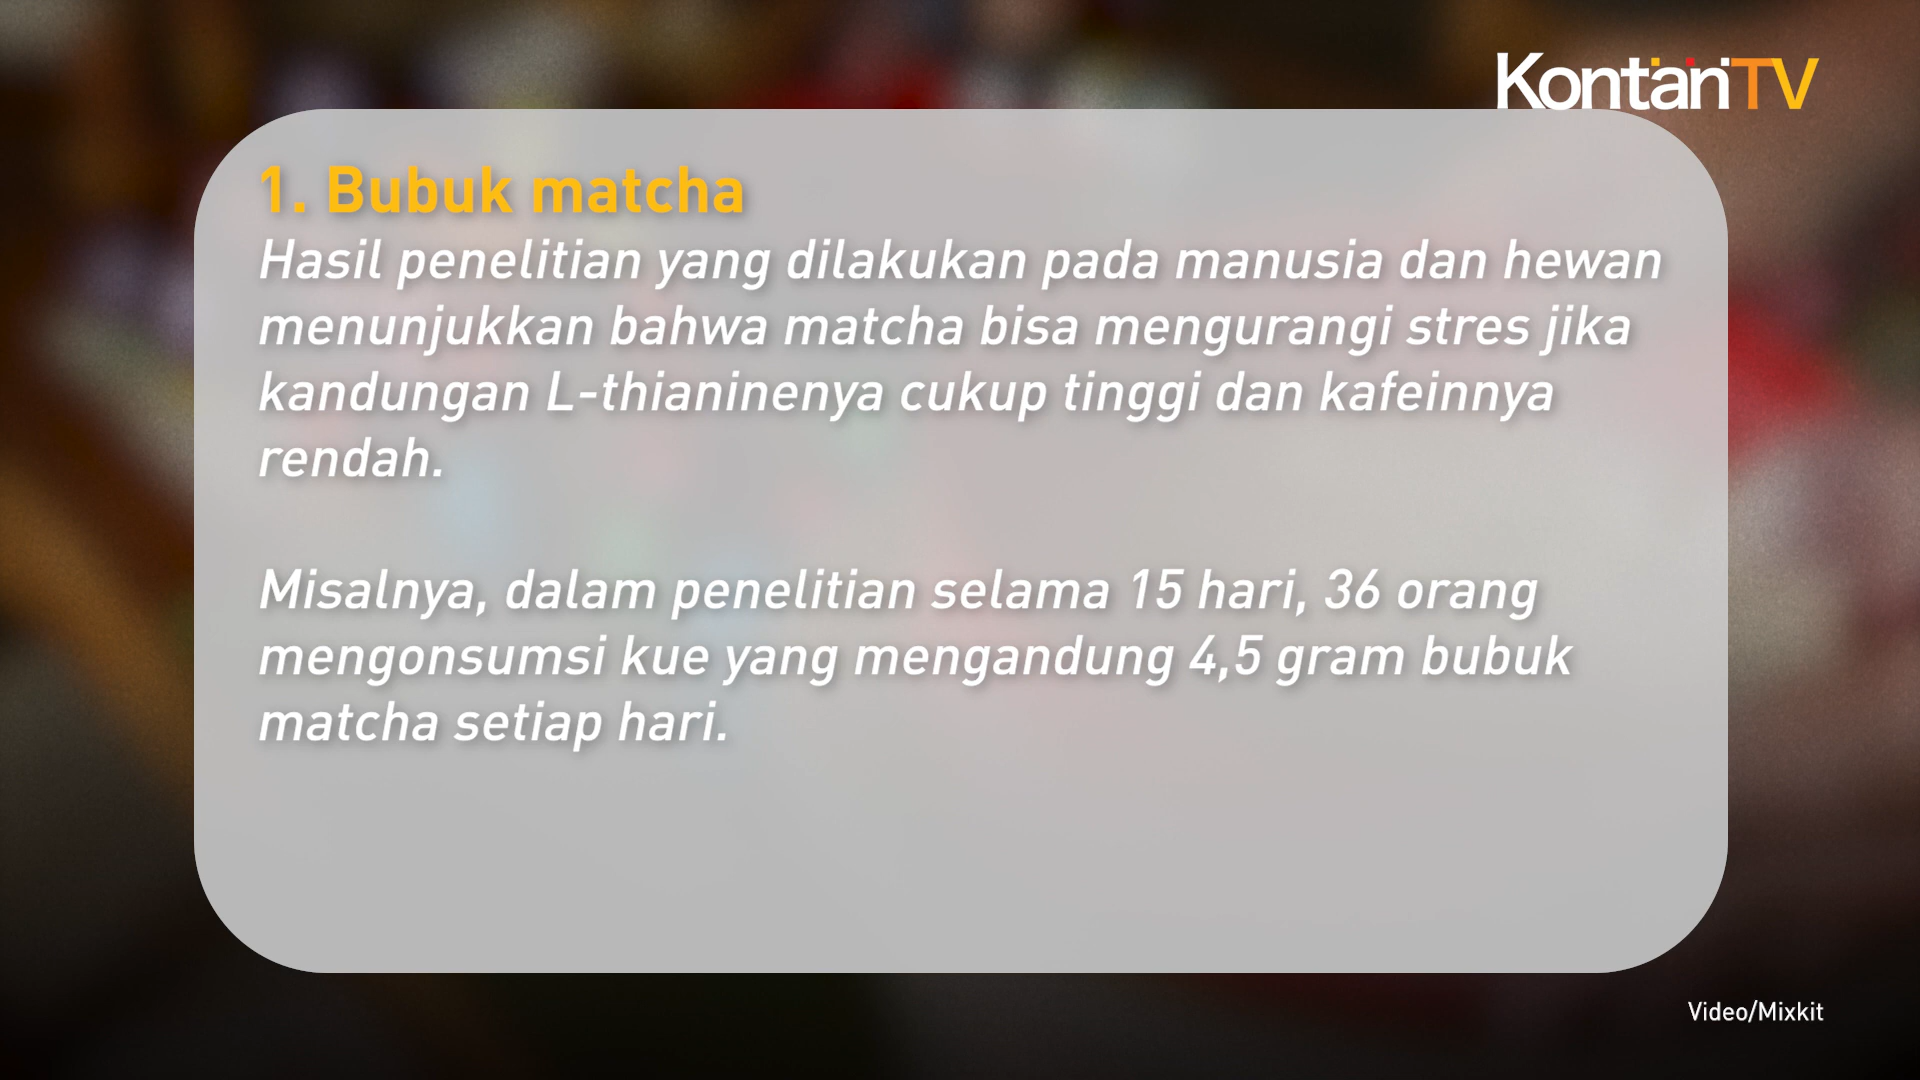 KontanTV
1. Bubuk matcha
Hasil penelitian yang dilakukan pada manusia dan hewan
menunjukkan bahwa matcha bisa mengurangi stres jika
kandungan L-thianinenya cukup tinggi dan kafeinnya
rendah.
Misalnya, dalam penelitian selama 15 hari, 36 orang
mengonsumsi kue yang mengandung 4,5 gram bubuk
matcha setiap hari.
Video/Mixkit